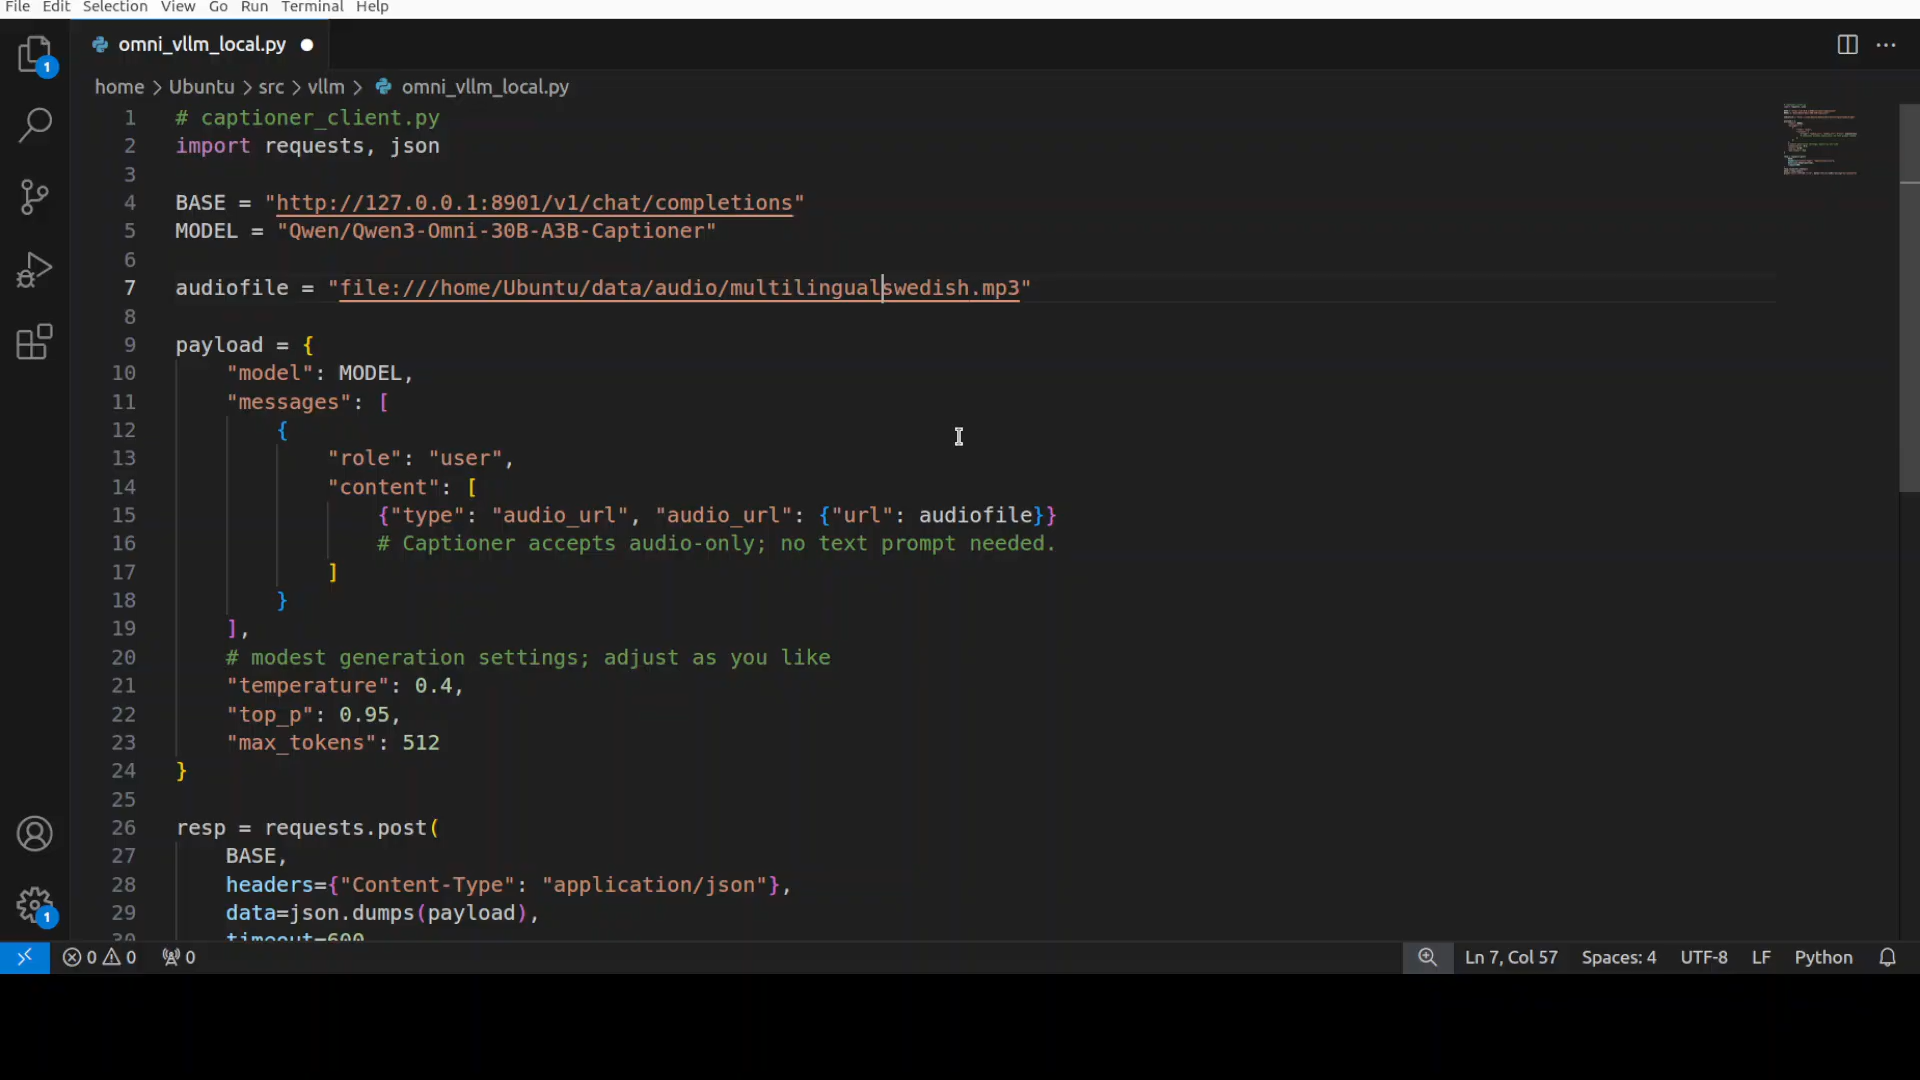 File Edit Selection View Go Run Terminal Help
omni_vllm_local.py
home > Ubuntu > src > vllm > omni_vllm_local.py
1 # captioner_client.py
2 import requests, json
3
4 BASE = "http://127.0.0.1:8901/v1/chat/completions"
5 MODEL = "Qwen/Qwen3-Omni-30B-A3B-Captioner"
6
7 audiofile = "file:///home/Ubuntu/data/audio/multilingualswedish.mp3"
8
9 payload = {
10 "model": MODEL,
11 "messages": [
12 {
13 "role": "user",
14 "content": [
15 {"type": "audio_url", "audio_url": {"url": audiofile}}
16 # Captioner accepts audio-only; no text prompt needed.
17 ]
18 }
19 ],
20 # modest generation settings; adjust as you like
21 "temperature": 0.4,
22 "top_p": 0.95,
23 "max_tokens": 512
24 }
25
26 resp = requests.post(
27 BASE,
28 headers={"Content-Type": "application/json"},
29 data=json.dumps(payload),
30 timeout=600
1
1
0 0 0 Ln 7, Col 57 Spaces: 4 UTF-8 LF Python